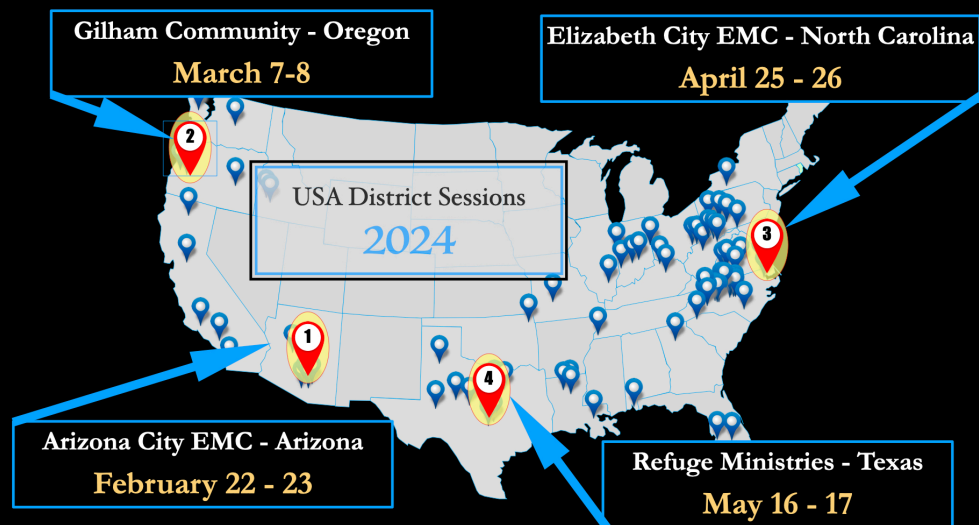 Gilham Community - Oregon
March 7-8
Elizabeth City EMC - North Carolina
April 25 - 26
2
USA District Sessions
2024
3
1
4
Arizona City EMC - Arizona
February 22 - 23
Refuge Ministries - Texas
May 16 - 17